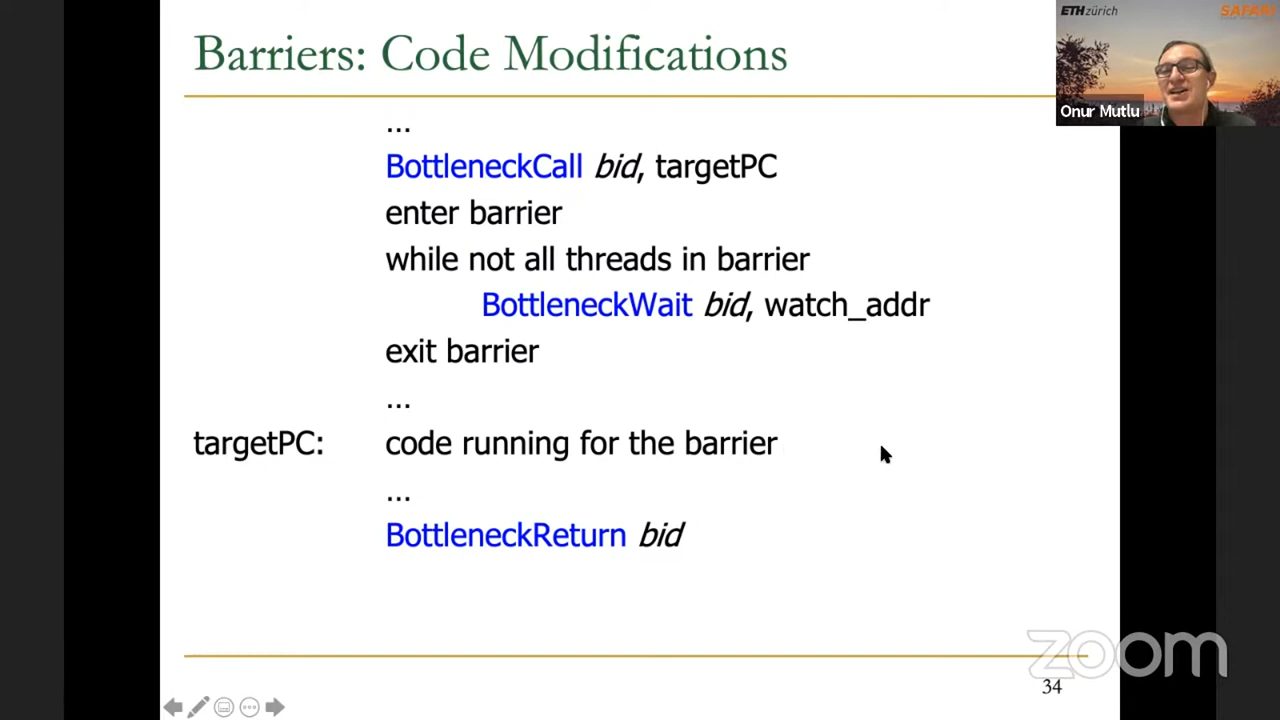 Barriers: Code Modifications
ETH zürich
SAFARI
Onur Mutlu
...
BottleneckCall bid, targetPC
enter barrier
while not all threads in barrier
BottleneckWait bid, watch_addr
exit barrier
...
targetPC: code running for the barrier
...
BottleneckReturn bid
zoom
34